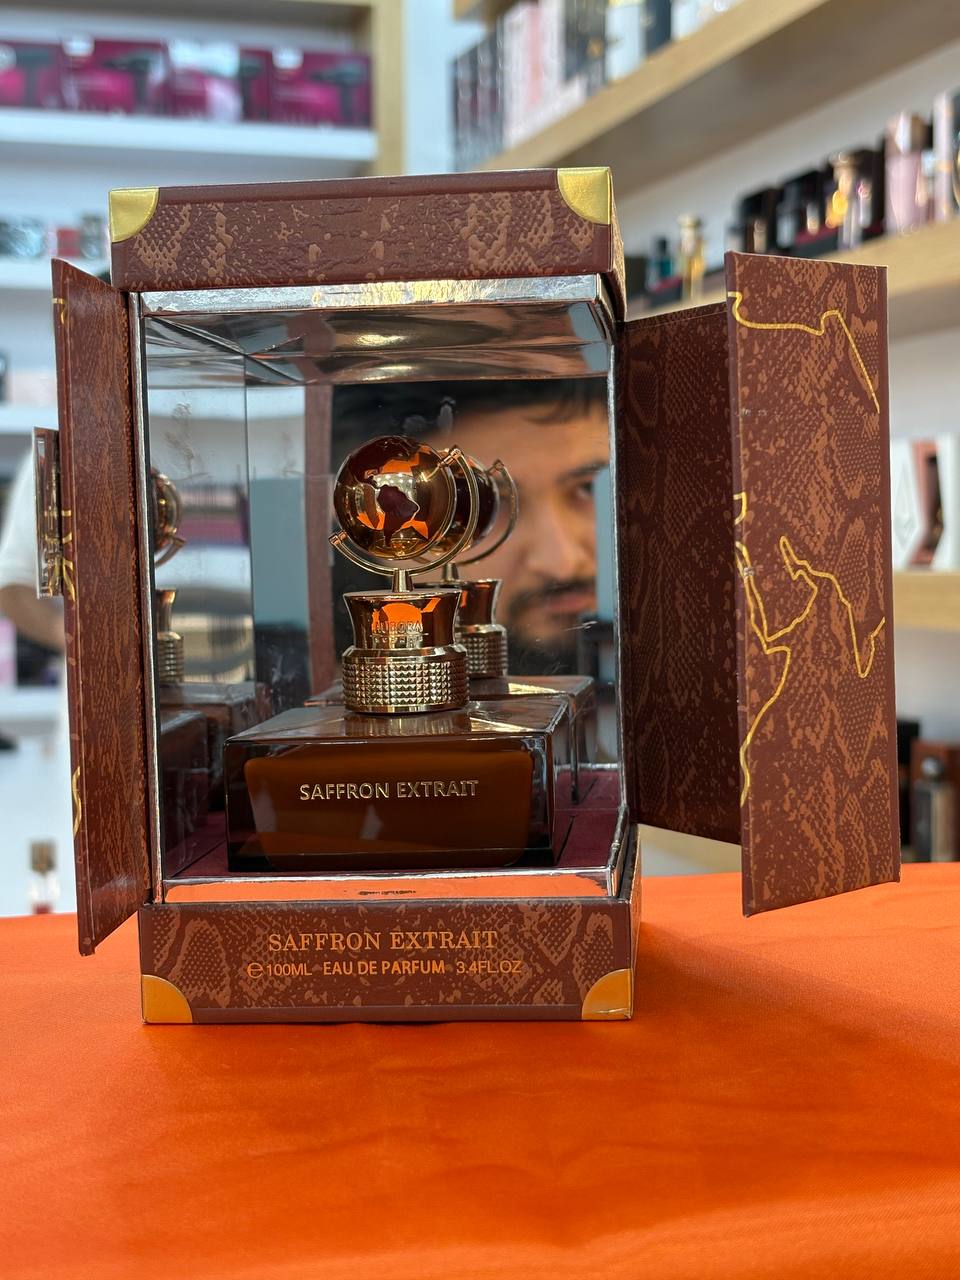 SAFFRON EXTRAIT
SAFFRON EXTRAIT
℮100ML EAU DE PARFUM 3.4FL.OZ